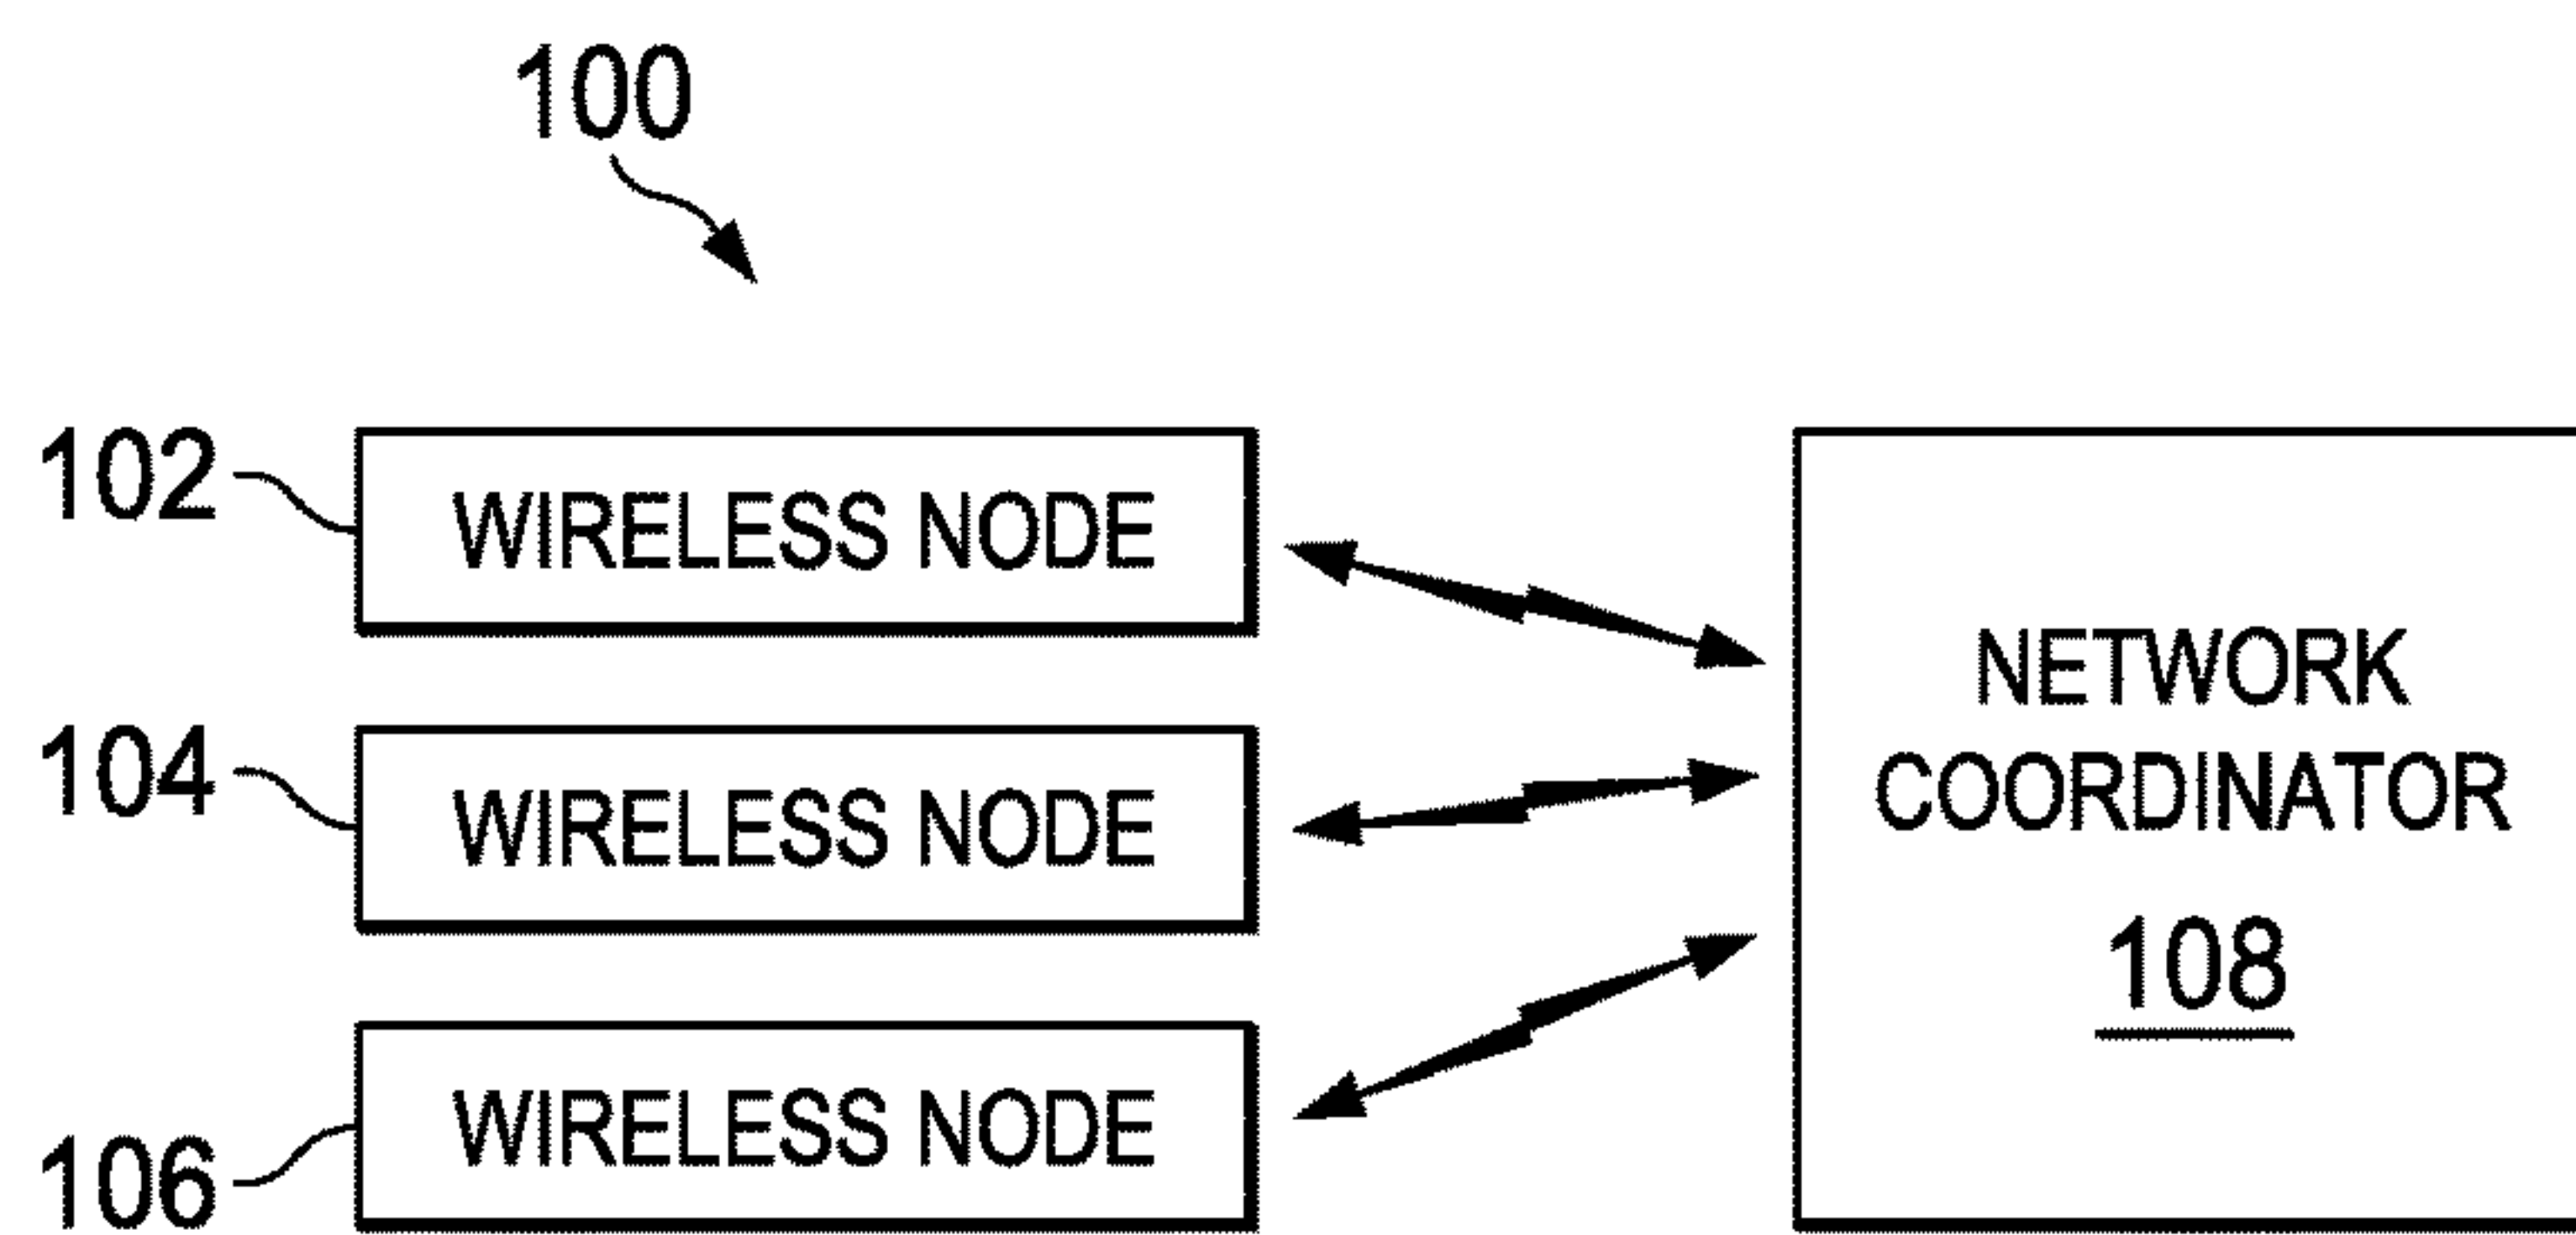 100
102
WIRELESS NODE
104
WIRELESS NODE
106
WIRELESS NODE
NETWORK
COORDINATOR
108